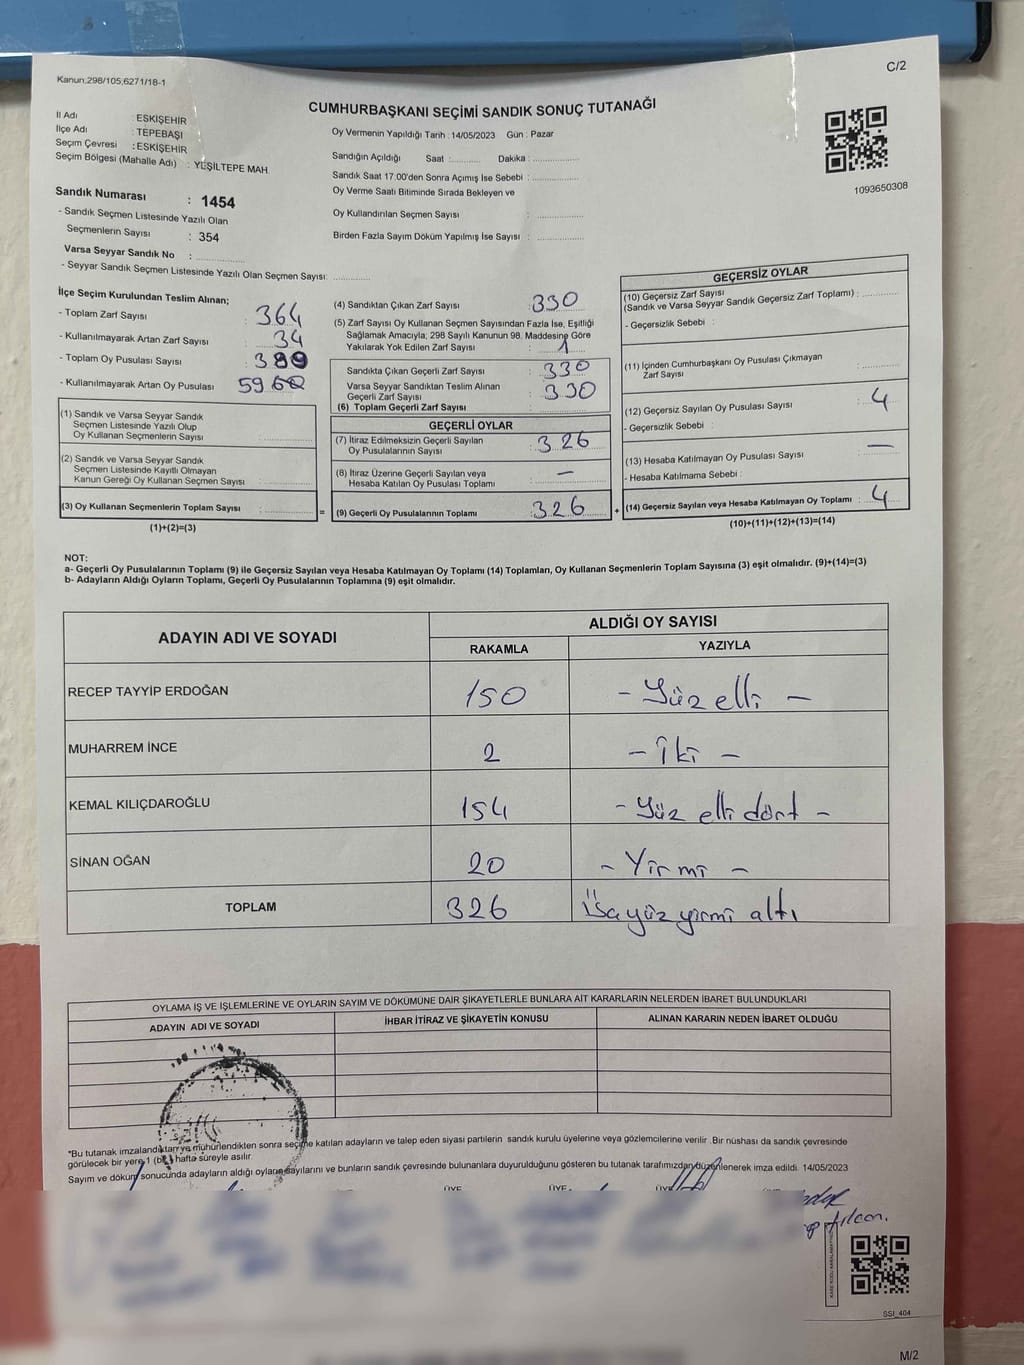 C/2
Kanun,298/105,6271/18-1
CUMHURBAŞKANI SEÇİMİ SANDIK SONUÇ TUTANAĞI
İl Adı : ESKİŞEHİR
İlçe Adı : TEPEBAŞI
Seçim Çevresi : ESKİŞEHİR
Seçim Bölgesi (Mahalle Adı) : YEŞİLTEPE MAH.
Oy Vermenin Yapıldığı Tarih : 14/05/2023 Gün : Pazar
Sandığın Açıldığı Saat :........... Dakika :................
Sandık Saat 17:00'den Sonra Açımış İse Sebebi :................
Oy Verme Saati Bitiminde Sırada Bekleyen ve
Oy Kullandırılan Seçmen Sayısı :................
Birden Fazla Sayım Döküm Yapılmış İse Sayısı :................
1093650308
Sandık Numarası : 1454
- Sandık Seçmen Listesinde Yazılı Olan
Seçmenlerin Sayısı : 354
Varsa Seyyar Sandık No :................
- Seyyar Sandık Seçmen Listesinde Yazılı Olan Seçmen Sayısı:............
İlçe Seçim Kurulundan Teslim Alınan;
- Toplam Zarf Sayısı : 364
- Kullanılmayarak Artan Zarf Sayısı : 34
- Toplam Oy Pusulası Sayısı : 389
- Kullanılmayarak Artan Oy Pusulası 59
(1) Sandık ve Varsa Seyyar Sandık
Seçmen Listesinde Yazılı Olup
Oy Kullanan Seçmenlerin Sayısı :................
(2) Sandık ve Varsa Seyyar Sandık
Seçmen Listesinde Kayıtlı Olmayan
Kanun Gereği Oy Kullanan Seçmen Sayısı :............
(3) Oy Kullanan Seçmenlerin Toplam Sayısı :............ =
(1)+(2)=(3)
(4) Sandıktan Çıkan Zarf Sayısı : 330
(5) Zarf Sayısı Oy Kullanan Seçmen Sayısından Fazla İse, Eşitliği
Sağlamak Amacıyla; 298 Sayılı Kanunun 98. Maddesine Göre
Yakılarak Yok Edilen Zarf Sayısı : 1
Sandıkta Çıkan Geçerli Zarf Sayısı : 330
Varsa Seyyar Sandıktan Teslim Alınan
Geçerli Zarf Sayısı : 330
(6) Toplam Geçerli Zarf Sayısı :................
GEÇERLİ OYLAR
(7) İtiraz Edilmeksizin Geçerli Sayılan
Oy Pusulalarının Sayısı : 326
(8) İtiraz Üzerine Geçerli Sayılan veya
Hesaba Katılan Oy Pusulası Toplamı : —
(9) Geçerli Oy Pusulalarının Toplamı : 326 +
GEÇERSİZ OYLAR
(10) Geçersiz Zarf Sayısı
(Sandık ve Varsa Seyyar Sandık Geçersiz Zarf Toplamı) :............
- Geçersizlik Sebebi :
(11) İçinden Cumhurbaşkanı Oy Pusulası Çıkmayan
Zarf Sayısı :............
(12) Geçersiz Sayılan Oy Pusulası Sayısı : 4
- Geçersizlik Sebebi :
(13) Hesaba Katılmayan Oy Pusulası Sayısı : —
- Hesaba Katılmama Sebebi :
(14) Geçersiz Sayılan veya Hesaba Katılmayan Oy Toplamı : 4
(10)+(11)+(12)+(13)=(14)
NOT:
a- Geçerli Oy Pusulalarının Toplamı (9) ile Geçersiz Sayılan veya Hesaba Katılmayan Oy Toplamı (14) Toplamları, Oy Kullanan Seçmenlerin Toplam Sayısına (3) eşit olmalıdır. (9)+(14)=(3)
b- Adayların Aldığı Oyların Toplamı, Geçerli Oy Pusulalarının Toplamına (9) eşit olmalıdır.
ADAYIN ADI VE SOYADI ALDIĞI OY SAYISI
RAKAMLA YAZIYLA
RECEP TAYYİP ERDOĞAN 150 - Yüz elli -
MUHARREM İNCE 2 - İki -
KEMAL KILIÇDAROĞLU 154 - Yüz elli dört -
SİNAN OĞAN 20 - Yirmi -
TOPLAM 326 yüz yirmi altı
OYLAMA İŞ VE İŞLEMLERİNE VE OYLARIN SAYIM VE DÖKÜMÜNE DAİR ŞİKAYETLERLE BUNLARA AİT KARARLARIN NELERDEN İBARET BULUNDUKLARI
ADAYIN ADI VE SOYADI İHBAR İTİRAZ VE ŞİKAYETİN KONUSU ALINAN KARARIN NEDEN İBARET OLDUĞU
*Bu tutanak imzalandıktan ve mühürlendikten sonra seçime katılan adayların ve talep eden siyasi partilerin sandık kurulu üyelerine veya gözlemcilerine verilir. Bir nüshası da sandık çevresinde
görülecek bir yere 1 (bir) hafta süreyle asılır.
Sayım ve döküm sonucunda adayların aldığı oyların sayılarını ve bunların sandık çevresinde bulunanlara duyurulduğunu gösteren bu tutanak tarafımızdan düzenlenerek imza edildi. 14/05/2023
ÜYE ÜYE ÜYE
SSI_404
M/2